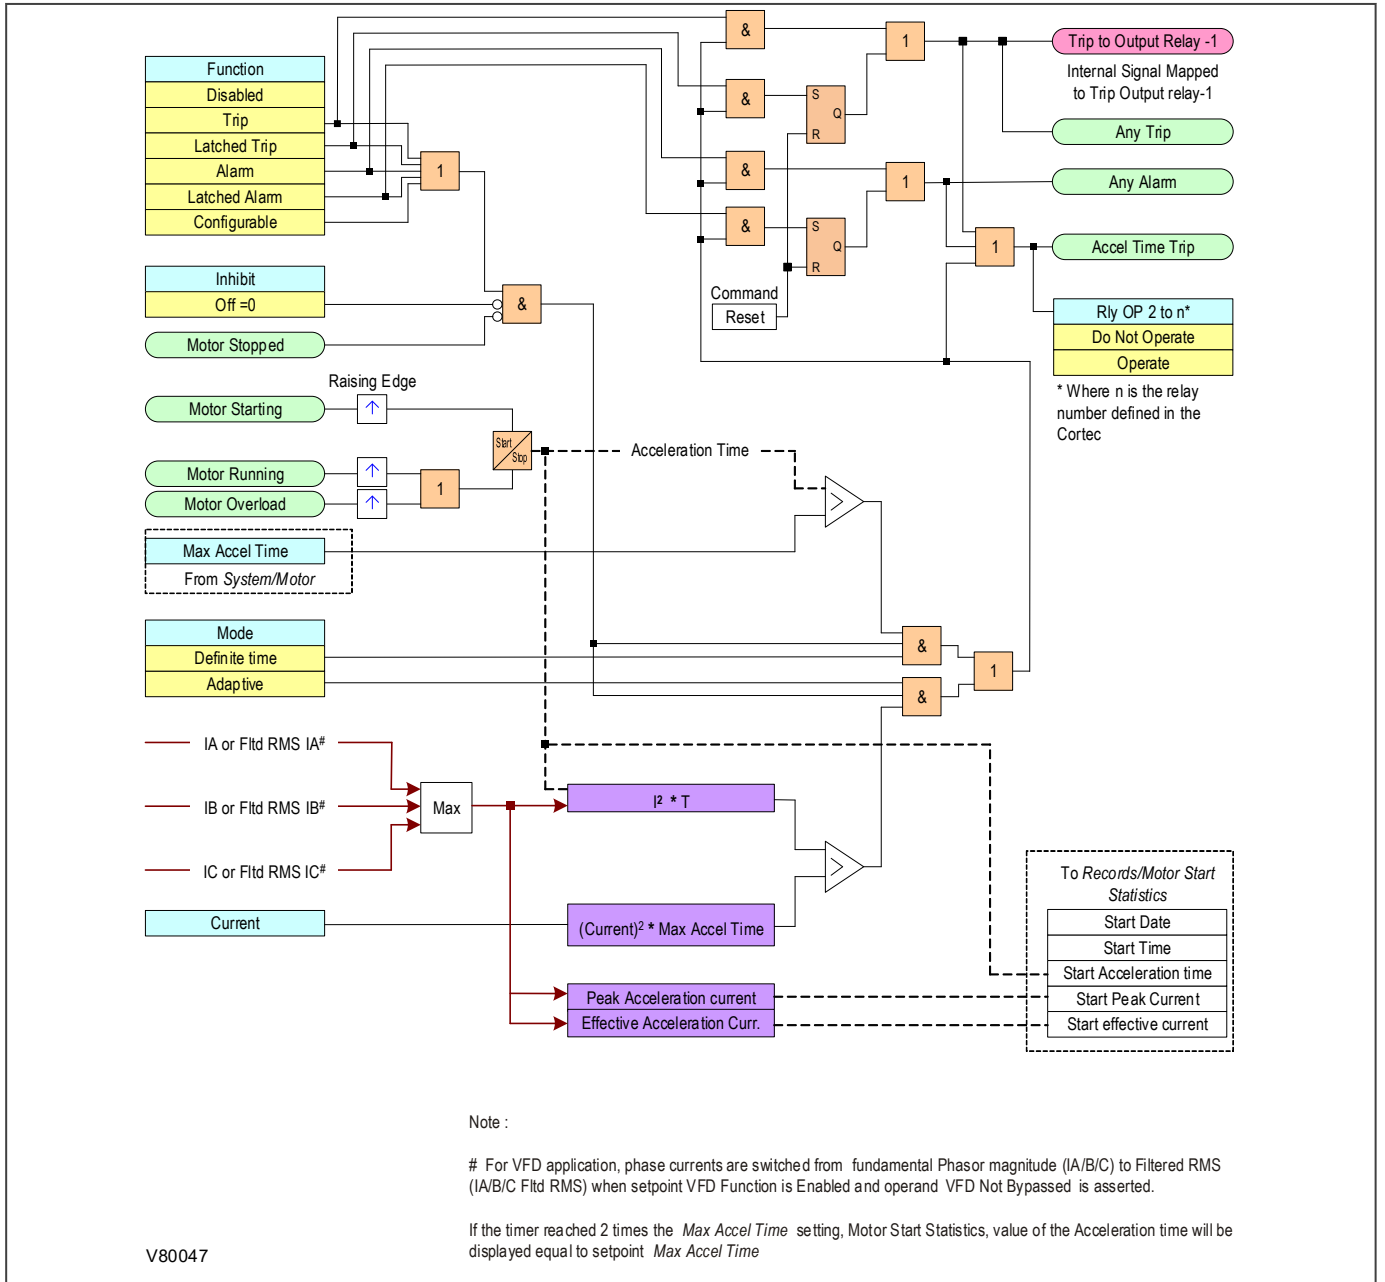 Function
Disabled
Trip
Latched Trip
Alarm
Latched Alarm
Configurable
1
Inhibit
Off =0
Motor Stopped
&
Raising Edge
Motor Starting
↑
Motor Running
↑
Motor Overload
↑
1
Start
Stop
Acceleration Time
>
Max Accel Time
From System/Motor
Mode
Definite time
Adaptive
&
&
1
IA or Fltd RMS IA#
IB or Fltd RMS IB#
IC or Fltd RMS IC#
Max
I² * T
>
Current
(Current)² * Max Accel Time
Peak Acceleration current
Effective Acceleration Curr.
&
&
&
&
S
Q
R
S
Q
R
1
1
1
Command
Reset
Trip to Output Relay -1
Internal Signal Mapped
to Trip Output relay-1
Any Trip
Any Alarm
Accel Time Trip
Rly OP 2 to n*
Do Not Operate
Operate
* Where n is the relay
number defined in the
Cortec
To Records/Motor Start
Statistics
Start Date
Start Time
Start Acceleration time
Start Peak Current
Start effective current
Note :
# For VFD application, phase currents are switched from fundamental Phasor magnitude (IA/B/C) to Filtered RMS
(IA/B/C Fltd RMS) when setpoint VFD Function is Enabled and operand VFD Not Bypassed is asserted.
If the timer reached 2 times the Max Accel Time setting, Motor Start Statistics, value of the Acceleration time will be
displayed equal to setpoint Max Accel Time
V80047